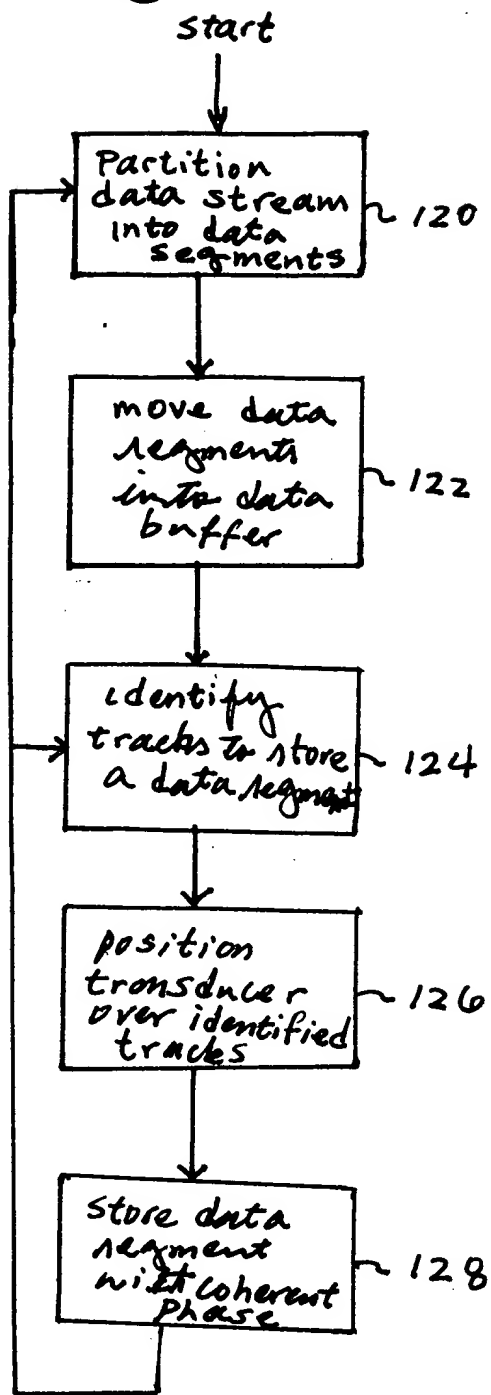 start
Partition
data stream
into data
segments
120
move data
segments
into data
buffer
122
identify
tracks to store
a data segment
124
position
transducer
over identified
tracks
126
store data
segment
with coherent
phase
128